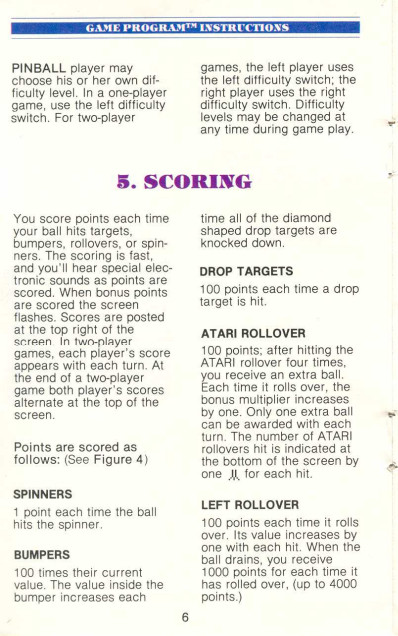 GAME PROGRAM™ INSTRUCTIONS
PINBALL player may
choose his or her own dif-
ficulty level. In a one-player
game, use the left difficulty
switch. For two-player
games, the left player uses
the left difficulty switch; the
right player uses the right
difficulty switch. Difficulty
levels may be changed at
any time during game play.
5. SCORING
You score points each time
your ball hits targets,
bumpers, rollovers, or spin-
ners. The scoring is fast,
and you'll hear special elec-
tronic sounds as points are
scored. When bonus points
are scored the screen
flashes. Scores are posted
at the top right of the
screen. In two-player
games, each player's score
appears with each turn. At
the end of a two-player
game both player's scores
alternate at the top of the
screen.
Points are scored as
follows: (See Figure 4)
SPINNERS
1 point each time the ball
hits the spinner.
BUMPERS
100 times their current
value. The value inside the
bumper increases each
time all of the diamond
shaped drop targets are
knocked down.
DROP TARGETS
100 points each time a drop
target is hit.
ATARI ROLLOVER
100 points; after hitting the
ATARI rollover four times,
you receive an extra ball.
Each time it rolls over, the
bonus multiplier increases
by one. Only one extra ball
can be awarded with each
turn. The number of ATARI
rollovers hit is indicated at
the bottom of the screen by
one for each hit.
LEFT ROLLOVER
100 points each time it rolls
over. Its value increases by
one with each hit. When the
ball drains, you receive
1000 points for each time it
has rolled over, (up to 4000
points.)
6